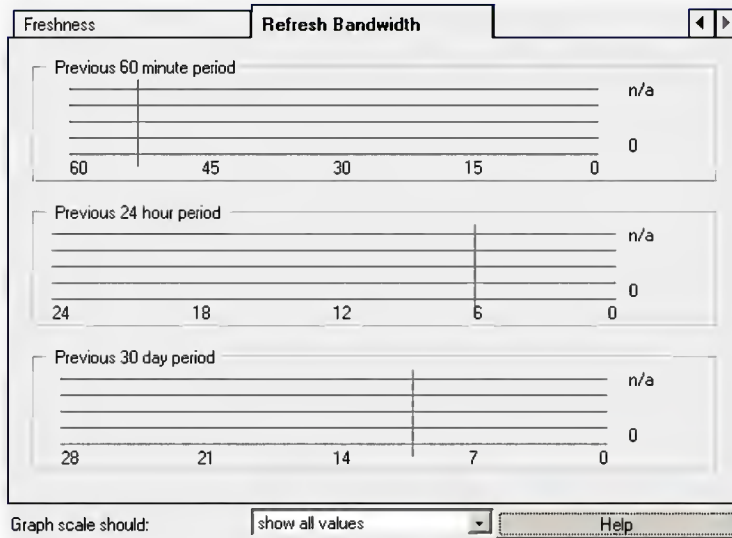 Freshness
Refresh Bandwidth
Previous 60 minute period
n/a
0
60 45 30 15 0
Previous 24 hour period
n/a
0
24 18 12 6 0
Previous 30 day period
n/a
0
28 21 14 7 0
Graph scale should: show all values Help